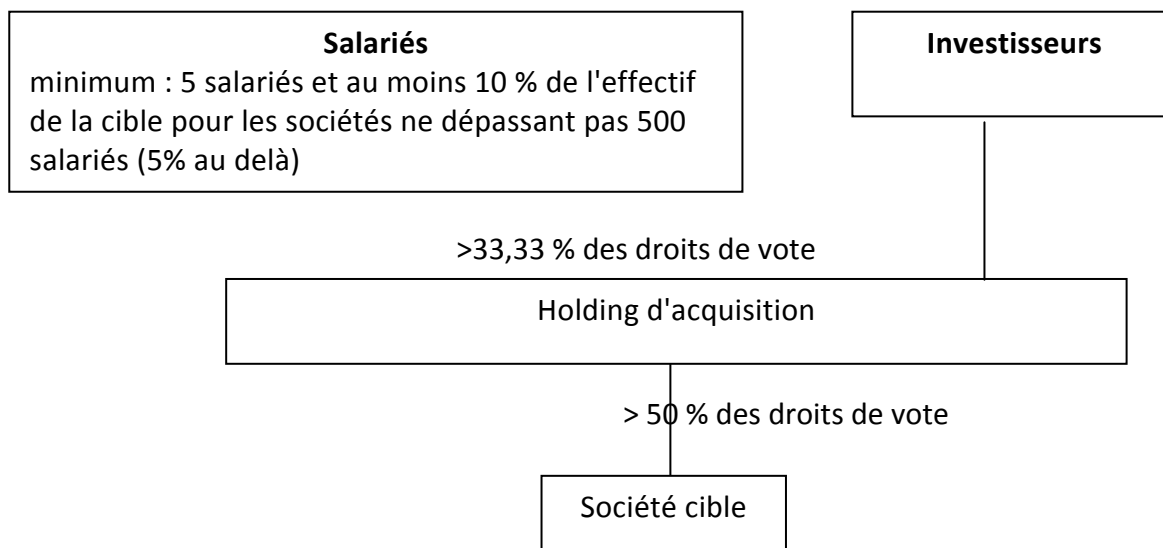 Salariés
minimum : 5 salariés et au moins 10 % de l'effectif
de la cible pour les sociétés ne dépassant pas 500
salariés (5% au delà)
Investisseurs
>33,33 % des droits de vote
Holding d'acquisition
> 50 % des droits de vote
Société cible